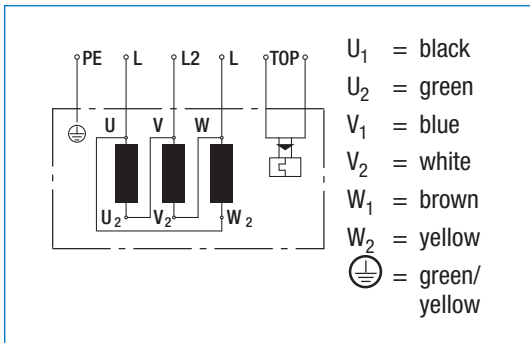 PE L L2 L TOP
U V W
U₂ V₂ W₂
U₁ = black
U₂ = green
V₁ = blue
V₂ = white
W₁ = brown
W₂ = yellow
= green/
yellow